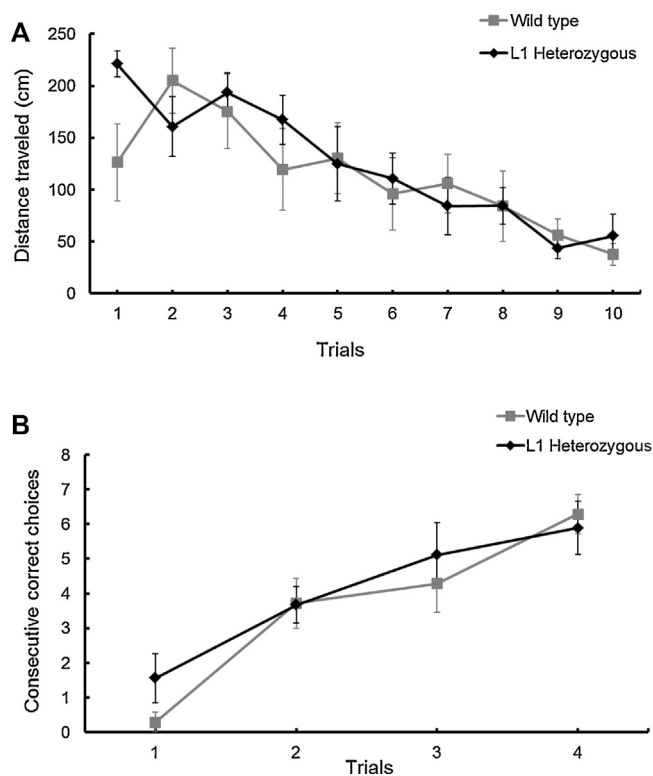 A
Wild type
L1 Heterozygous
Distance traveled (cm)
250
200
150
100
50
0
1 2 3 4 5 6 7 8 9 10
Trials
B
Wild type
L1 Heterozygous
Consecutive correct choices
8
7
6
5
4
3
2
1
0
1 2 3 4
Trials